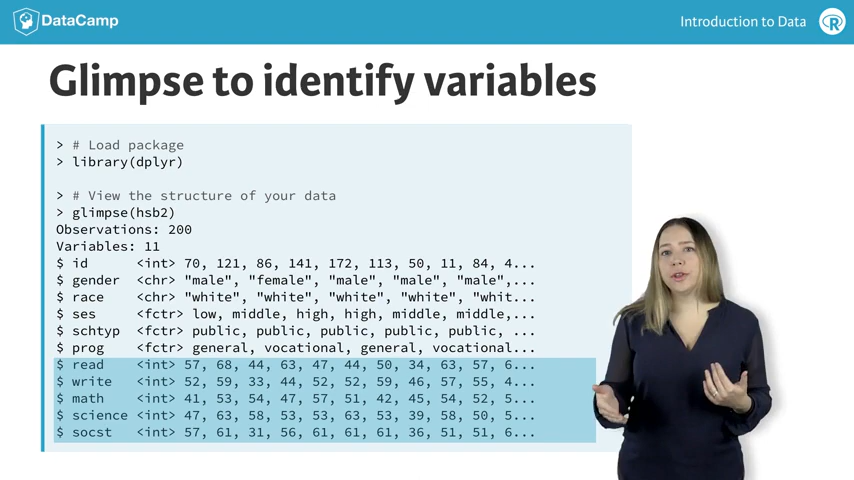 DataCamp
Introduction to Data
R
Glimpse to identify variables
> # Load package
> library(dplyr)
> # View the structure of your data
> glimpse(hsb2)
Observations: 200
Variables: 11
$ id <int> 70, 121, 86, 141, 172, 113, 50, 11, 84, 4...
$ gender <chr> "male", "female", "male", "male", "male",...
$ race <chr> "white", "white", "white", "white", "whit...
$ ses <fctr> low, middle, high, high, middle, middle,...
$ schtyp <fctr> public, public, public, public, public, ...
$ prog <fctr> general, vocational, general, vocational...
$ read <int> 57, 68, 44, 63, 47, 44, 50, 34, 63, 57, 6...
$ write <int> 52, 59, 33, 44, 52, 52, 59, 46, 57, 55, 4...
$ math <int> 41, 53, 54, 47, 57, 51, 42, 45, 54, 52, 5...
$ science <int> 47, 63, 58, 53, 53, 63, 53, 39, 58, 50, 5...
$ socst <int> 57, 61, 31, 56, 61, 61, 61, 36, 51, 51, 6...